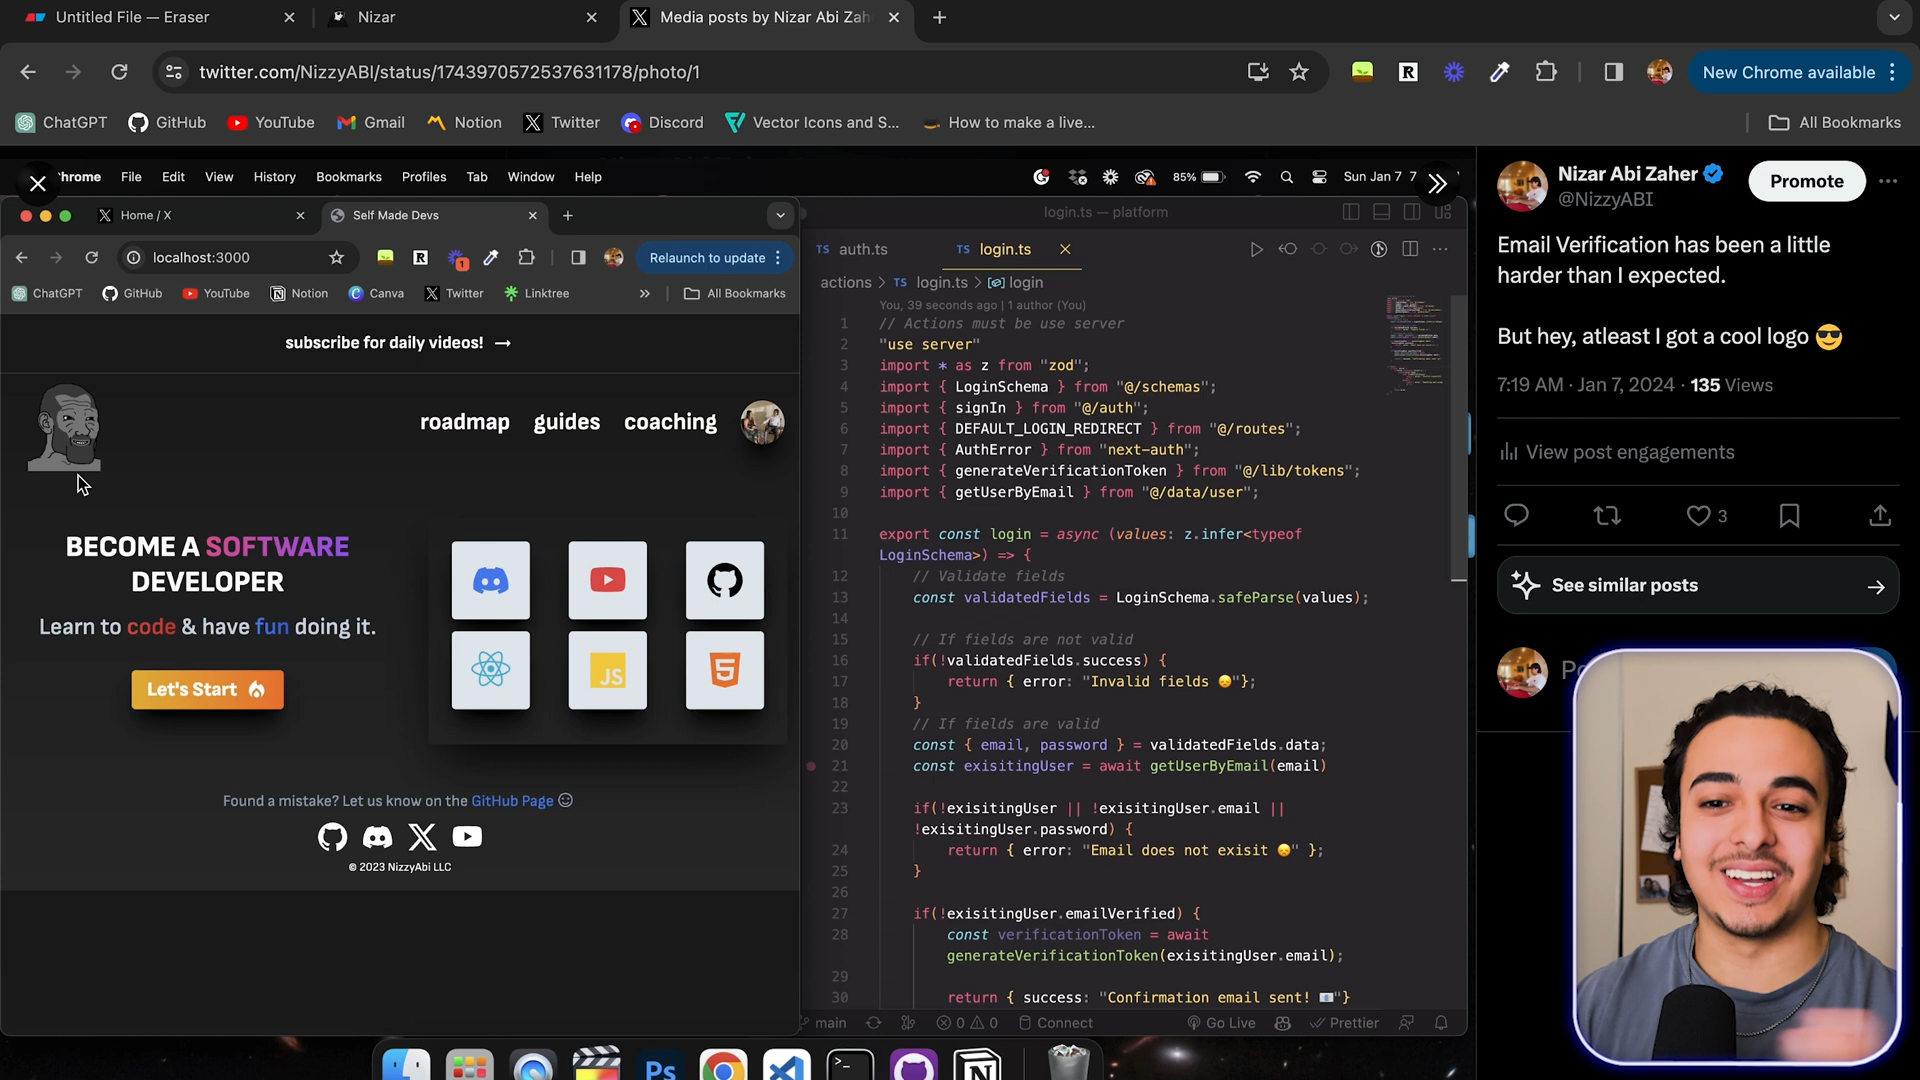 Untitled File — Eraser
Nizar
Media posts by Nizar Abi Zah
twitter.com/NizzyABI/status/1743970572537631178/photo/1
New Chrome available
ChatGPT
GitHub
YouTube
Gmail
Notion
Twitter
Discord
Vector Icons and S...
How to make a live...
All Bookmarks
hrome
File
Edit
View
History
Bookmarks
Profiles
Tab
Window
Help
85%
Sun Jan 7 7
Home / X
Self Made Devs
localhost:3000
Relaunch to update
ChatGPT
GitHub
YouTube
Notion
Canva
Twitter
Linktree
All Bookmarks
subscribe for daily videos! →
roadmap
guides
coaching
BECOME A SOFTWARE
DEVELOPER
Learn to code & have fun doing it.
Let's Start
JS
Found a mistake? Let us know on the GitHub Page
© 2023 NizzyAbi LLC
login.ts — platform
TS auth.ts
TS login.ts
actions > TS login.ts > login
You, 39 seconds ago | 1 author (You)
1 // Actions must be use server
2 "use server"
3 import * as z from "zod";
4 import { LoginSchema } from "@/schemas";
5 import { signIn } from "@/auth";
6 import { DEFAULT_LOGIN_REDIRECT } from "@/routes";
7 import { AuthError } from "next-auth";
8 import { generateVerificationToken } from "@/lib/tokens";
9 import { getUserByEmail } from "@/data/user";
10
11 export const login = async (values: z.infer<typeof
LoginSchema>) => {
12 // Validate fields
13 const validatedFields = LoginSchema.safeParse(values);
14
15 // If fields are not valid
16 if(!validatedFields.success) {
17 return { error: "Invalid fields 😞"};
18 }
19 // If fields are valid
20 const { email, password } = validatedFields.data;
21 const exisitingUser = await getUserByEmail(email)
22
23 if(!exisitingUser || !exisitingUser.email ||
!exisitingUser.password) {
24 return { error: "Email does not exisit 😞" };
25 }
26
27 if(!exisitingUser.emailVerified) {
28 const verificationToken = await
generateVerificationToken(exisitingUser.email);
29
30 return { success: "Confirmation email sent! 📧"}
main
0
0
Connect
Go Live
Prettier
Ps
Nizar Abi Zaher
@NizzyABI
Promote
Email Verification has been a little
harder than I expected.
But hey, atleast I got a cool logo 😎
7:19 AM · Jan 7, 2024 · 135 Views
View post engagements
3
See similar posts